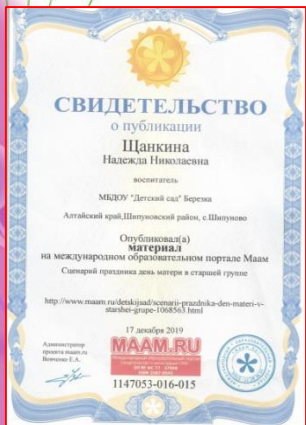 СВИДЕТЕЛЬСТВО
о публикации
Щанкина
Надежда Николаевна
воспитатель
МБДОУ "Детский сад" Березка
Алтайский край,Шипуновский район, с.Шипуново
Опубликовал(а)
материал
на международном образовательном портале Маам
Сценарий праздника день матери в старшей группе
http://www.maam.ru/detskijsad/scenarii-prazdnika-den-materi-v-
starshei-grupe-1068563.html
17 декабря 2019
Администратор
проекта maam.ru
MAAM.RU
1147053-016-015